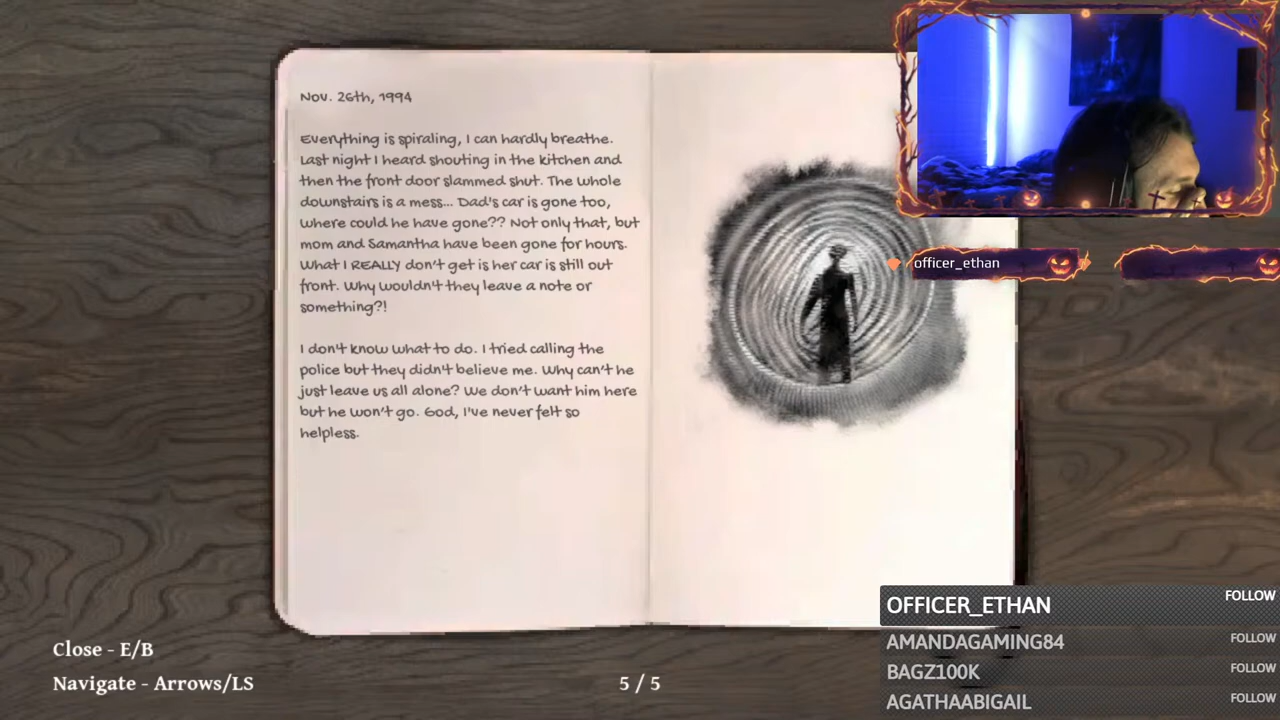 Nov. 26th, 1994
Everything is spiraling, I can hardly breathe.
Last night I heard shouting in the kitchen and
then the front door slammed shut. The whole
downstairs is a mess... Dad's car is gone too,
where could he have gone?? Not only that, but
mom and Samantha have been gone for hours.
What I REALLY don't get is her car is still out
front. Why wouldn't they leave a note or
something?!
I don't know what to do. I tried calling the
police but they didn't believe me. Why can't he
just leave us all alone? We don't want him here
but he won't go. God, I've never felt so
helpless.
officer_ethan
OFFICER_ETHAN FOLLOW
AMANDAGAMING84 FOLLOW
BAGZ100K FOLLOW
AGATHAABIGAIL FOLLOW
Close - E/B
Navigate - Arrows/LS
5 / 5